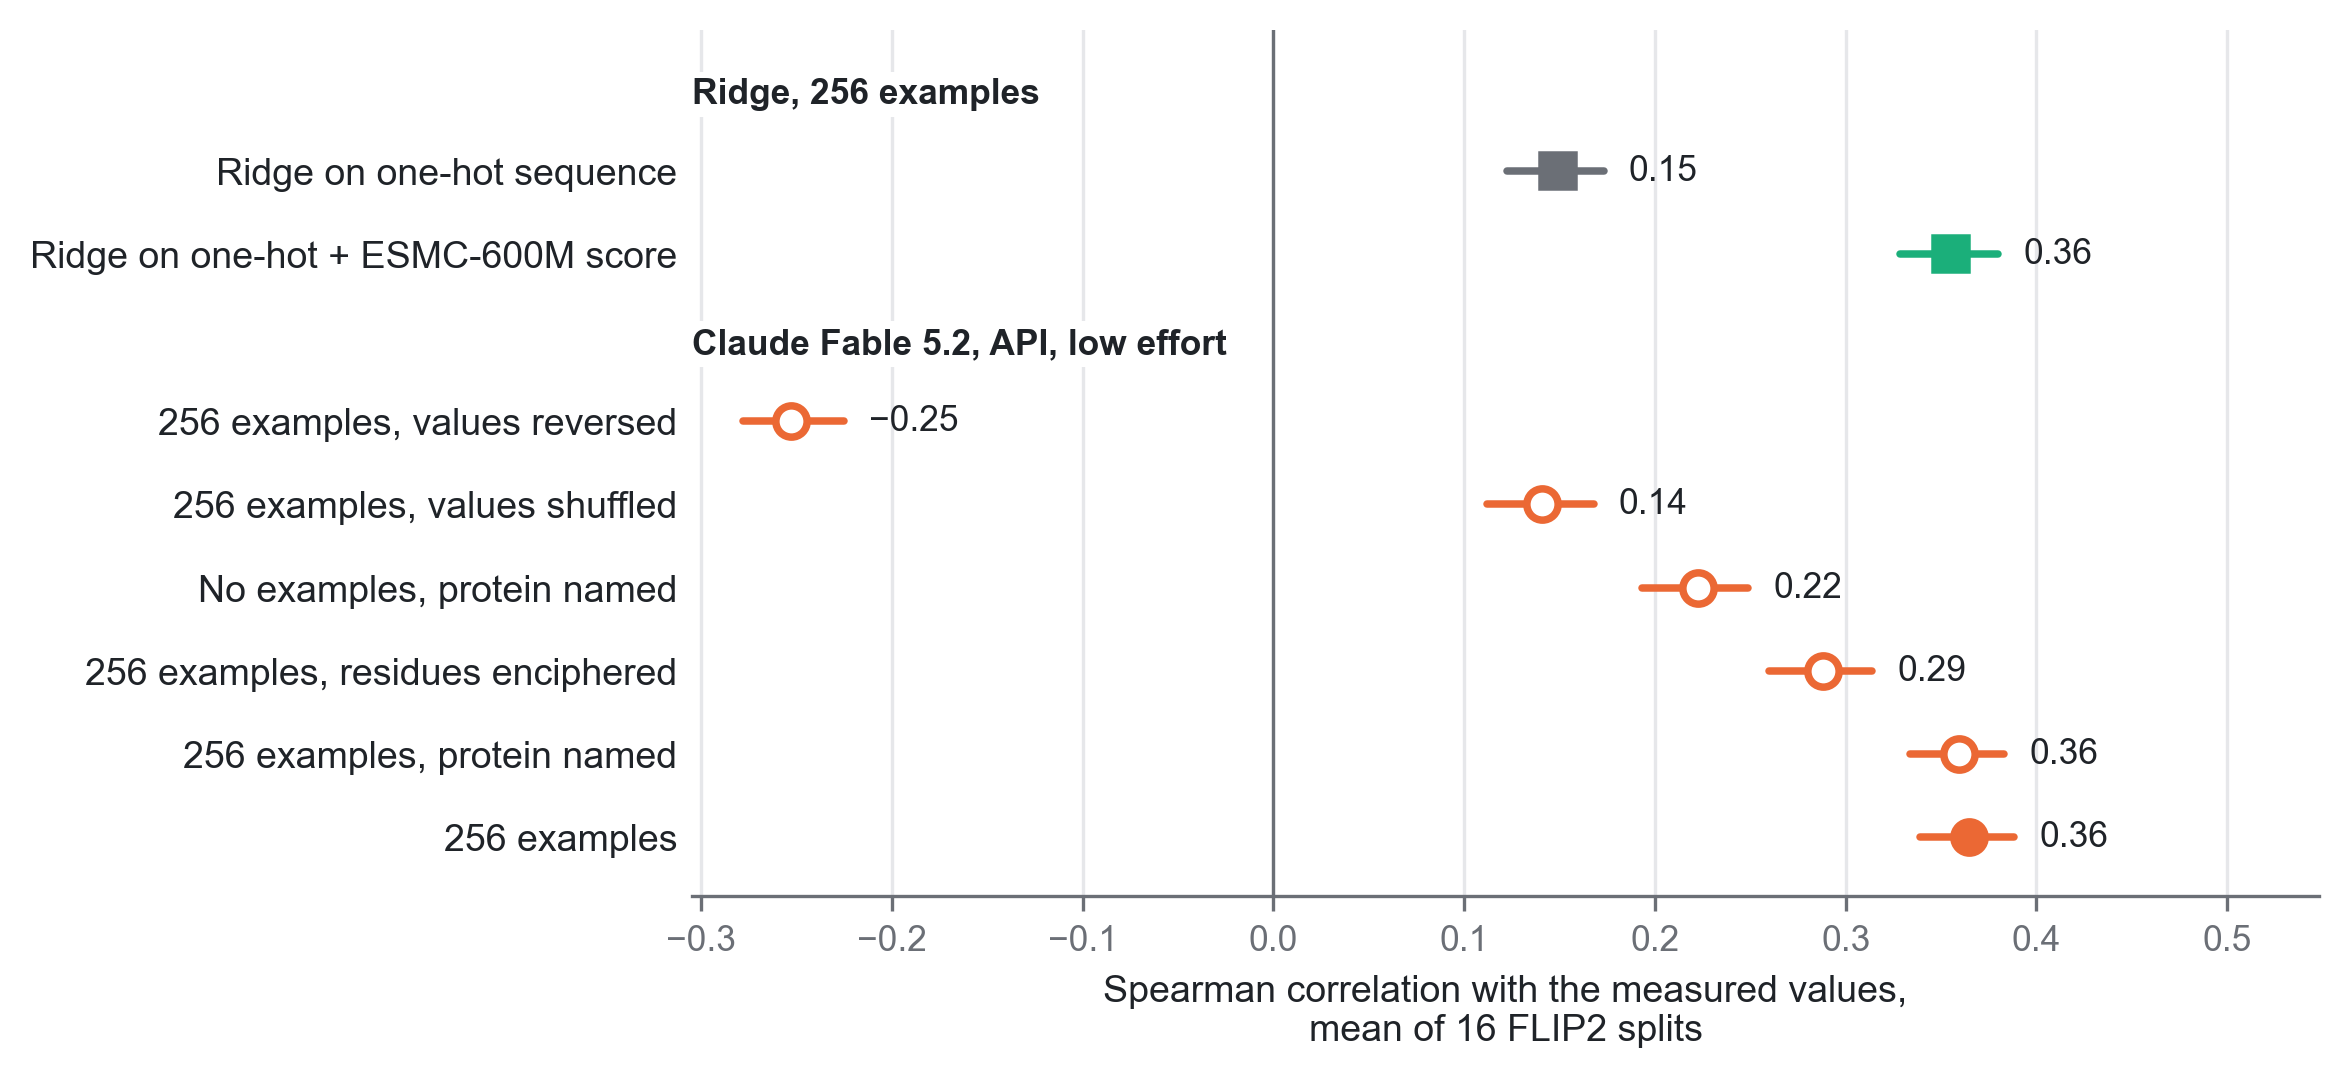 Ridge, 256 examples
Ridge on one-hot sequence
0.15
Ridge on one-hot + ESMC-600M score
0.36
Claude Fable 5.2, API, low effort
256 examples, values reversed
−0.25
256 examples, values shuffled
0.14
No examples, protein named
0.22
256 examples, residues enciphered
0.29
256 examples, protein named
0.36
256 examples
0.36
−0.3 −0.2 −0.1 0.0 0.1 0.2 0.3 0.4 0.5
Spearman correlation with the measured values,
mean of 16 FLIP2 splits